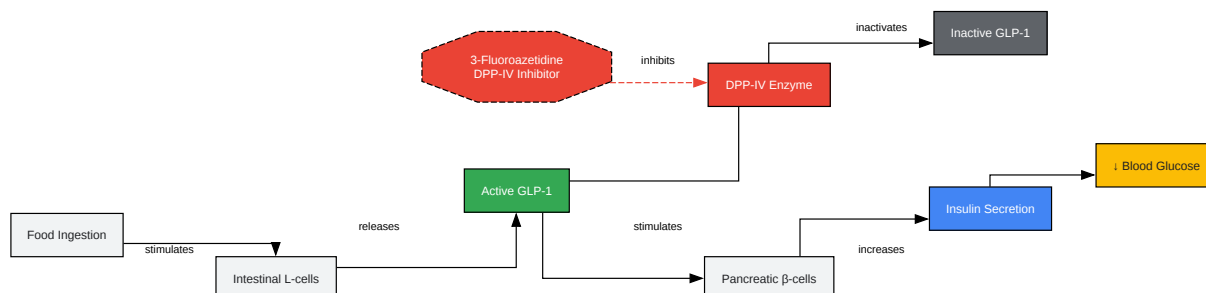 inactivates
Inactive GLP-1
3-Fluoroazetidine
DPP-IV Inhibitor
inhibits
DPP-IV Enzyme
↓ Blood Glucose
Active GLP-1
Insulin Secretion
Food Ingestion
stimulates
releases
stimulates
increases
Intestinal L-cells
Pancreatic β-cells